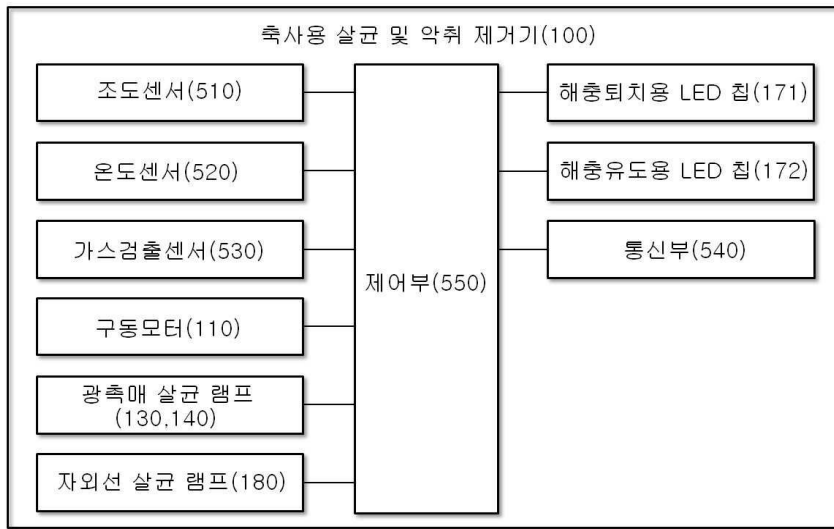 축사용 살균 및 악취 제거기(100)
조도센서(510)
온도센서(520)
가스검출센서(530)
구동모터(110)
광촉매 살균 램프
(130,140)
자외선 살균 램프(180)
제어부(550)
해충퇴치용 LED 칩(171)
해충유도용 LED 칩(172)
통신부(540)